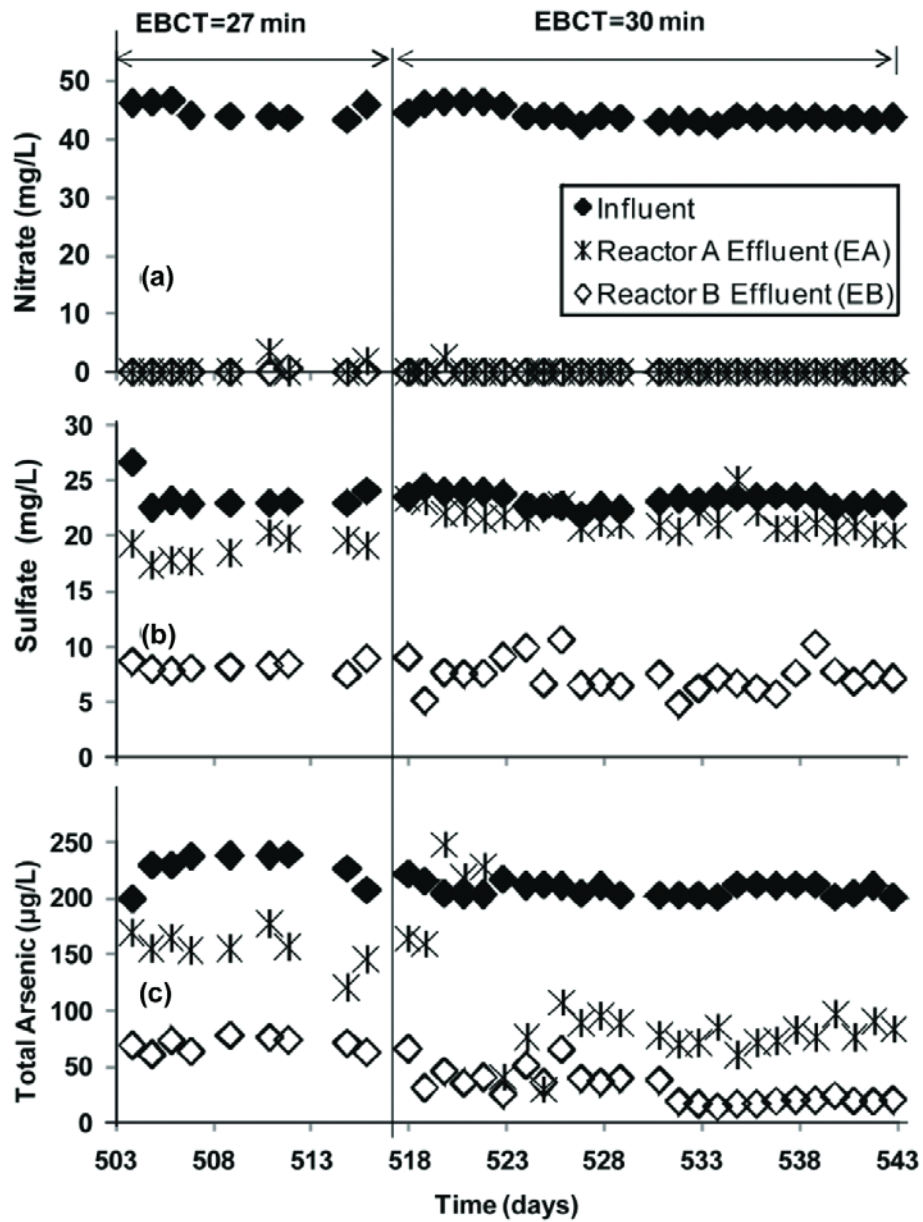 EBCT=27 min
EBCT=30 min
Nitrate (mg/L)
50
40
30
20
10
0
(a)
Influent
Reactor A Effluent (EA)
Reactor B Effluent (EB)
Sulfate (mg/L)
30
25
20
15
10
5
0
(b)
Total Arsenic (µg/L)
250
200
150
100
50
0
(c)
503 508 513 518 523 528 533 538 543
Time (days)